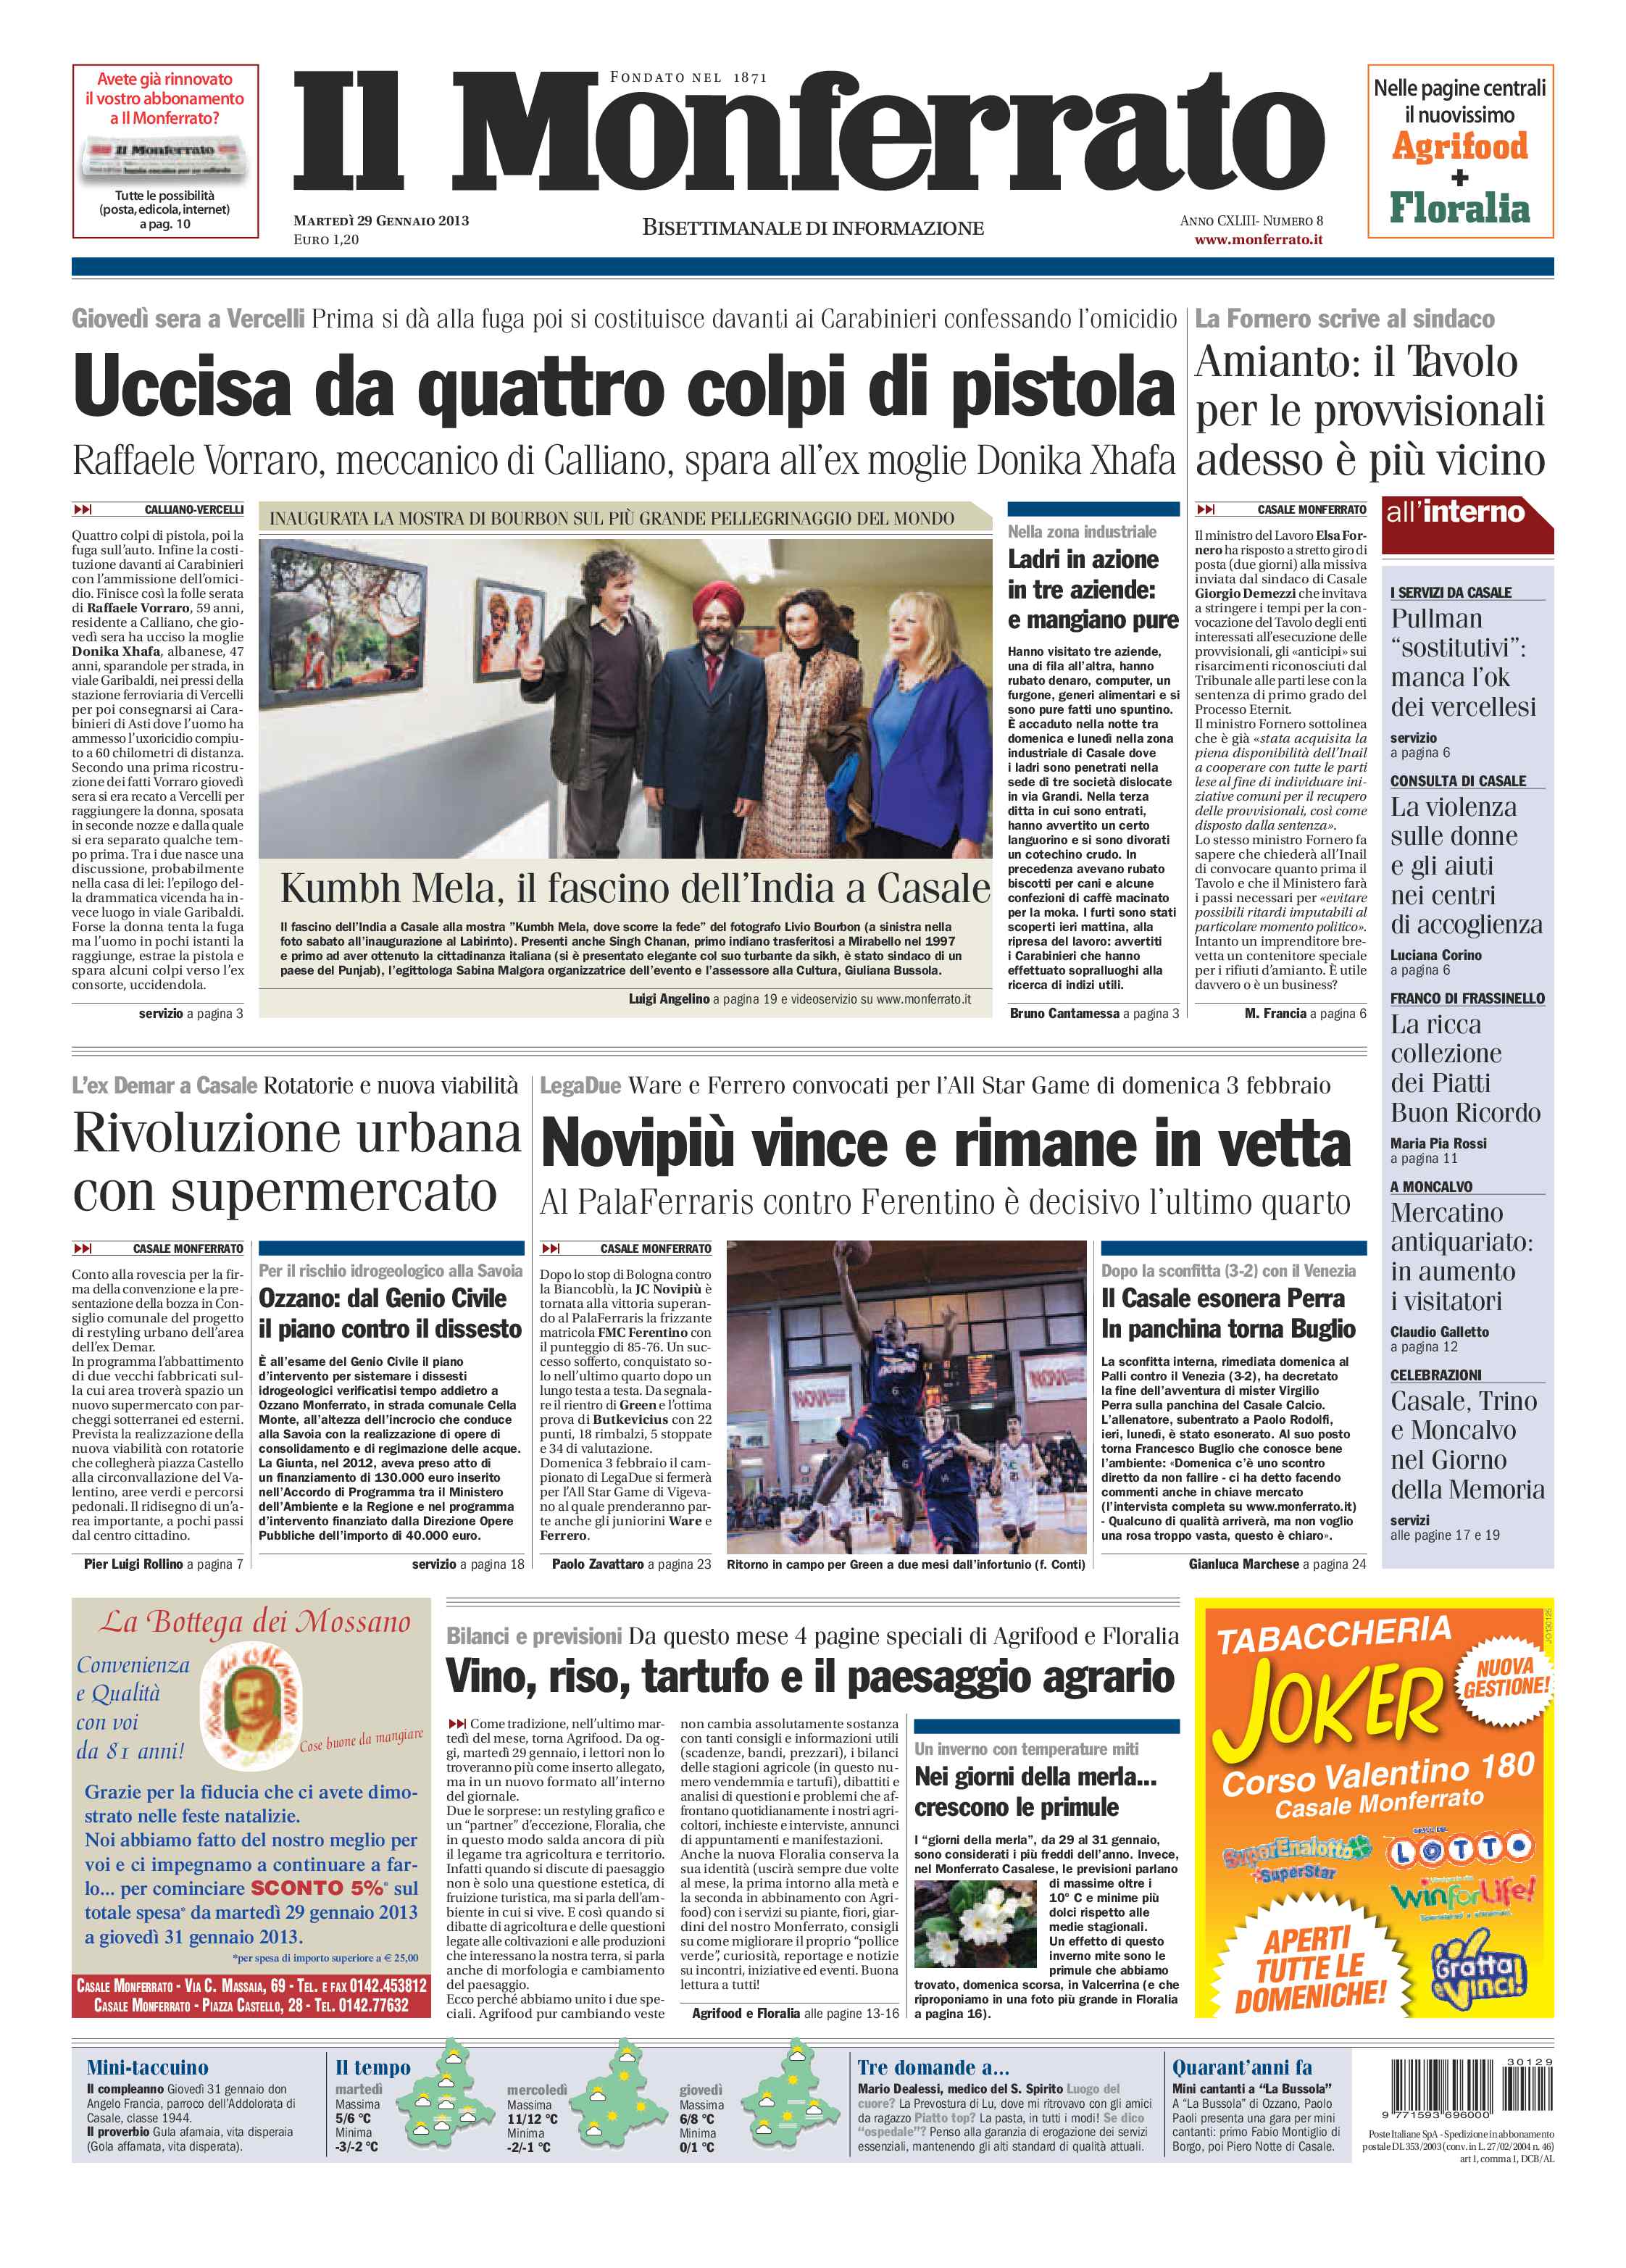 Avete già rinnovato
il vostro abbonamento
a Il Monferrato?
Il Monferrato
Tutte le possibilità
(posta, edicola, internet)
a pag. 10
FONDATO NEL 1871
Il Monferrato
MARTEDÌ 29 GENNAIO 2013
EURO 1,20
BISETTIMANALE DI INFORMAZIONE
ANNO CXLIII- NUMERO 8
www.monferrato.it
Nelle pagine centrali
il nuovissimo
Agrifood
+
Floralia
Giovedì sera a Vercelli Prima si dà alla fuga poi si costituisce davanti ai Carabinieri confessando l'omicidio
Uccisa da quattro colpi di pistola
Raffaele Vorraro, meccanico di Calliano, spara all'ex moglie Donika Xhafa
CALLIANO-VERCELLI
Quattro colpi di pistola, poi la
fuga sull'auto. Infine la costi-
tuzione davanti ai Carabinieri
con l'ammissione dell'omici-
dio. Finisce così la folle serata
di Raffaele Vorraro, 59 anni,
residente a Calliano, che gio-
vedì sera ha ucciso la moglie
Donika Xhafa, albanese, 47
anni, sparandole per strada, in
viale Garibaldi, nei pressi della
stazione ferroviaria di Vercelli
per poi consegnarsi ai Cara-
binieri di Asti dove l'uomo ha
ammesso l'uxoricidio compiu-
to a 60 chilometri di distanza.
Secondo una prima ricostru-
zione dei fatti Vorraro giovedì
sera si era recato a Vercelli per
raggiungere la donna, sposata
in seconde nozze e dalla quale
si era separato qualche tem-
po prima. Tra i due nasce una
discussione, probabilmente
nella casa di lei: l'epilogo del-
la drammatica vicenda ha in-
vece luogo in viale Garibaldi.
Forse la donna tenta la fuga
ma l'uomo in pochi istanti la
raggiunge, estrae la pistola e
spara alcuni colpi verso l'ex
consorte, uccidendola.
servizio a pagina 3
INAUGURATA LA MOSTRA DI BOURBON SUL PIÙ GRANDE PELLEGRINAGGIO DEL MONDO
Kumbh Mela, il fascino dell'India a Casale
Il fascino dell'India a Casale alla mostra "Kumbh Mela, dove scorre la fede" del fotografo Livio Bourbon (a sinistra nella
foto sabato all'inaugurazione al Labirinto). Presenti anche Singh Chanan, primo indiano trasferitosi a Mirabello nel 1997
e primo ad aver ottenuto la cittadinanza italiana (si è presentato elegante col suo turbante da sikh, è stato sindaco di un
paese del Punjab), l'egittologa Sabina Malgora organizzatrice dell'evento e l'assessore alla Cultura, Giuliana Bussola.
Luigi Angelino a pagina 19 e videoservizio su www.monferrato.it
Nella zona industriale
Ladri in azione
in tre aziende:
e mangiano pure
Hanno visitato tre aziende,
una di fila all'altra, hanno
rubato denaro, computer, un
furgone, generi alimentari e si
sono pure fatti uno spuntino.
È accaduto nella notte tra
domenica e lunedì nella zona
industriale di Casale dove
i ladri sono penetrati nella
sede di tre società dislocate
in via Grandi. Nella terza
ditta in cui sono entrati,
hanno avvertito un certo
languorino e si sono divorati
un cotechino crudo. In
precedenza avevano rubato
biscotti per cani e alcune
confezioni di caffè macinato
per la moka. I furti sono stati
scoperti ieri mattina, alla
ripresa del lavoro: avvertiti
i Carabinieri che hanno
effettuato sopralluoghi alla
ricerca di indizi utili.
Bruno Cantamessa a pagina 3
La Fornero scrive al sindaco
Amianto: il Tavolo
per le provvisionali
adesso è più vicino
CASALE MONFERRATO
Il ministro del Lavoro Elsa For-
nero ha risposto a stretto giro di
posta (due giorni) alla missiva
inviata dal sindaco di Casale
Giorgio Demezzi che invitava
a stringere i tempi per la con-
vocazione del Tavolo degli enti
interessati all'esecuzione delle
provvisionali, gli «anticipi» sui
risarcimenti riconosciuti dal
Tribunale alle parti lese con la
sentenza di primo grado del
Processo Eternit.
Il ministro Fornero sottolinea
che è già «stata acquisita la
piena disponibilità dell'Inail
a cooperare con tutte le parti
lese al fine di individuare ini-
ziative comuni per il recupero
delle provvisionali, così come
disposto dalla sentenza».
Lo stesso ministro Fornero fa
sapere che chiederà all'Inail
di convocare quanto prima il
Tavolo e che il Ministero farà
i passi necessari per «evitare
possibili ritardi imputabili al
particolare momento politico».
Intanto un imprenditore bre-
vetta un contenitore speciale
per i rifiuti d'amianto. È utile
davvero o è un business?
M. Francia a pagina 6
all'interno
I SERVIZI DA CASALE
Pullman
"sostitutivi":
manca l'ok
dei vercellesi
servizio
a pagina 6
CONSULTA DI CASALE
La violenza
sulle donne
e gli aiuti
nei centri
di accoglienza
Luciana Corino
a pagina 6
FRANCO DI FRASSINELLO
La ricca
collezione
dei Piatti
Buon Ricordo
Maria Pia Rossi
a pagina 11
A MONCALVO
Mercatino
antiquariato:
in aumento
i visitatori
Claudio Galletto
a pagina 12
CELEBRAZIONI
Casale, Trino
e Moncalvo
nel Giorno
della Memoria
servizi
alle pagine 17 e 19
L'ex Demar a Casale Rotatorie e nuova viabilità
Rivoluzione urbana
con supermercato
CASALE MONFERRATO
Conto alla rovescia per la fir-
ma della convenzione e la pre-
sentazione della bozza in Con-
siglio comunale del progetto
di restyling urbano dell'area
dell'ex Demar.
In programma l'abbattimento
di due vecchi fabbricati sul-
la cui area troverà spazio un
nuovo supermercato con par-
cheggi sotterranei ed esterni.
Prevista la realizzazione della
nuova viabilità con rotatorie
che collegherà piazza Castello
alla circonvallazione del Va-
lentino, aree verdi e percorsi
pedonali. Il ridisegno di un'a-
rea importante, a pochi passi
dal centro cittadino.
Pier Luigi Rollino a pagina 7
Per il rischio idrogeologico alla Savoia
Ozzano: dal Genio Civile
il piano contro il dissesto
È all'esame del Genio Civile il piano
d'intervento per sistemare i dissesti
idrogeologici verificatisi tempo addietro a
Ozzano Monferrato, in strada comunale Cella
Monte, all'altezza dell'incrocio che conduce
alla Savoia con la realizzazione di opere di
consolidamento e di regimazione delle acque.
La Giunta, nel 2012, aveva preso atto di
un finanziamento di 130.000 euro inserito
nell'Accordo di Programma tra il Ministero
dell'Ambiente e la Regione e nel programma
d'intervento finanziato dalla Direzione Opere
Pubbliche dell'importo di 40.000 euro.
servizio a pagina 18
LegaDue Ware e Ferrero convocati per l'All Star Game di domenica 3 febbraio
Novipiù vince e rimane in vetta
Al PalaFerraris contro Ferentino è decisivo l'ultimo quarto
CASALE MONFERRATO
Dopo lo stop di Bologna contro
la Biancoblù, la JC Novipiù è
tornata alla vittoria superan-
do al PalaFerraris la frizzante
matricola FMC Ferentino con
il punteggio di 85-76. Un suc-
cesso sofferto, conquistato so-
lo nell'ultimo quarto dopo un
lungo testa a testa. Da segnala-
re il rientro di Green e l'ottima
prova di Butkevicius con 22
punti, 18 rimbalzi, 5 stoppate
e 34 di valutazione.
Domenica 3 febbraio il cam-
pionato di LegaDue si fermerà
per l'All Star Game di Vigeva-
no al quale prenderanno par-
te anche gli juniorini Ware e
Ferrero.
Paolo Zavattaro a pagina 23
Ritorno in campo per Green a due mesi dall'infortunio (f. Conti)
Dopo la sconfitta (3-2) con il Venezia
Il Casale esonera Perra
In panchina torna Buglio
La sconfitta interna, rimediata domenica al
Palli contro il Venezia (3-2), ha decretato
la fine dell'avventura di mister Virgilio
Perra sulla panchina del Casale Calcio.
L'allenatore, subentrato a Paolo Rodolfi,
ieri, lunedì, è stato esonerato. Al suo posto
torna Francesco Buglio che conosce bene
l'ambiente: «Domenica c'è uno scontro
diretto da non fallire - ci ha detto facendo
commenti anche in chiave mercato
(l'intervista completa su www.monferrato.it)
- Qualcuno di qualità arriverà, ma non voglio
una rosa troppo vasta, questo è chiaro».
Gianluca Marchese a pagina 24
La Bottega dei Mossano
Convenienza
e Qualità
con voi
da 81 anni!
Cose buone da mangiare
Grazie per la fiducia che ci avete dimo-
strato nelle feste natalizie.
Noi abbiamo fatto del nostro meglio per
voi e ci impegnamo a continuare a far-
lo... per cominciare SCONTO 5%* sul
totale spesa* da martedì 29 gennaio 2013
a giovedì 31 gennaio 2013.
*per spesa di importo superiore a € 25,00
CASALE MONFERRATO - VIA C. MASSAIA, 69 - TEL. E FAX 0142.453812
CASALE MONFERRATO - PIAZZA CASTELLO, 28 - TEL. 0142.77632
Bilanci e previsioni Da questo mese 4 pagine speciali di Agrifood e Floralia
Vino, riso, tartufo e il paesaggio agrario
Come tradizione, nell'ultimo mar-
tedì del mese, torna Agrifood. Da og-
gi, martedì 29 gennaio, i lettori non lo
troveranno più come inserto allegato,
ma in un nuovo formato all'interno
del giornale.
Due le sorprese: un restyling grafico e
un "partner" d'eccezione, Floralia, che
in questo modo salda ancora di più
il legame tra agricoltura e territorio.
Infatti quando si discute di paesaggio
non è solo una questione estetica, di
fruizione turistica, ma si parla dell'am-
biente in cui si vive. E così quando si
dibatte di agricoltura e delle questioni
legate alle coltivazioni e alle produzioni
che interessano la nostra terra, si parla
anche di morfologia e cambiamento
del paesaggio.
Ecco perché abbiamo unito i due spe-
ciali. Agrifood pur cambiando veste
non cambia assolutamente sostanza
con tanti consigli e informazioni utili
(scadenze, bandi, prezzari), i bilanci
delle stagioni agricole (in questo nu-
mero vendemmia e tartufi), dibattiti e
analisi di questioni e problemi che af-
frontano quotidianamente i nostri agri-
coltori, inchieste e interviste, annunci
di appuntamenti e manifestazioni.
Anche la nuova Floralia conserva la
sua identità (uscirà sempre due volte
al mese, la prima intorno alla metà e
la seconda in abbinamento con Agri-
food) con i servizi su piante, fiori, giar-
dini del nostro Monferrato, consigli
su come migliorare il proprio "pollice
verde", curiosità, reportage e notizie
su incontri, iniziative ed eventi. Buona
lettura a tutti!
Agrifood e Floralia alle pagine 13-16
Un inverno con temperature miti
Nei giorni della merla...
crescono le primule
I "giorni della merla", da 29 al 31 gennaio,
sono considerati i più freddi dell'anno. Invece,
nel Monferrato Casalese, le previsioni parlano
di massime oltre i
10° C e minime più
dolci rispetto alle
medie stagionali.
Un effetto di questo
inverno mite sono le
primule che abbiamo
trovato, domenica scorsa, in Valcerrina (e che
riproponiamo in una foto più grande in Floralia
a pagina 16).
JO130125
TABACCHERIA
JOKER
NUOVA
GESTIONE!
Corso Valentino 180
Casale Monferrato
SuperEnalotto
SuperStar
LOTTO
winforLife!
APERTI
TUTTE LE
DOMENICHE!
Gratta
Vinci!
Mini-taccuino
Il compleanno Giovedì 31 gennaio don
Angelo Francia, parroco dell'Addolorata di
Casale, classe 1944.
Il proverbio Gula afamaia, vita disperaia
(Gola affamata, vita disperata).
Il tempo
martedì
Massima
5/6 °C
Minima
-3/-2 °C
mercoledì
Massima
11/12 °C
Minima
-2/-1 °C
giovedì
Massima
6/8 °C
Minima
0/1 °C
Tre domande a...
Mario Dealessi, medico del S. Spirito Luogo del
cuore? La Prevostura di Lu, dove mi ritrovavo con gli amici
da ragazzo Piatto top? La pasta, in tutti i modi! Se dico
"ospedale"? Penso alla garanzia di erogazione dei servizi
essenziali, mantenendo gli alti standard di qualità attuali.
Quarant'anni fa
Mini cantanti a "La Bussola"
A "La Bussola" di Ozzano, Paolo
Paoli presenta una gara per mini
cantanti: primo Fabio Montiglio di
Borgo, poi Piero Notte di Casale.
30129
9 771593 696000
Poste Italiane SpA - Spedizione in abbonamento
postale DL 353/2003 (conv. in L. 27/02/2004 n. 46)
art 1, comma 1, DCB/AL